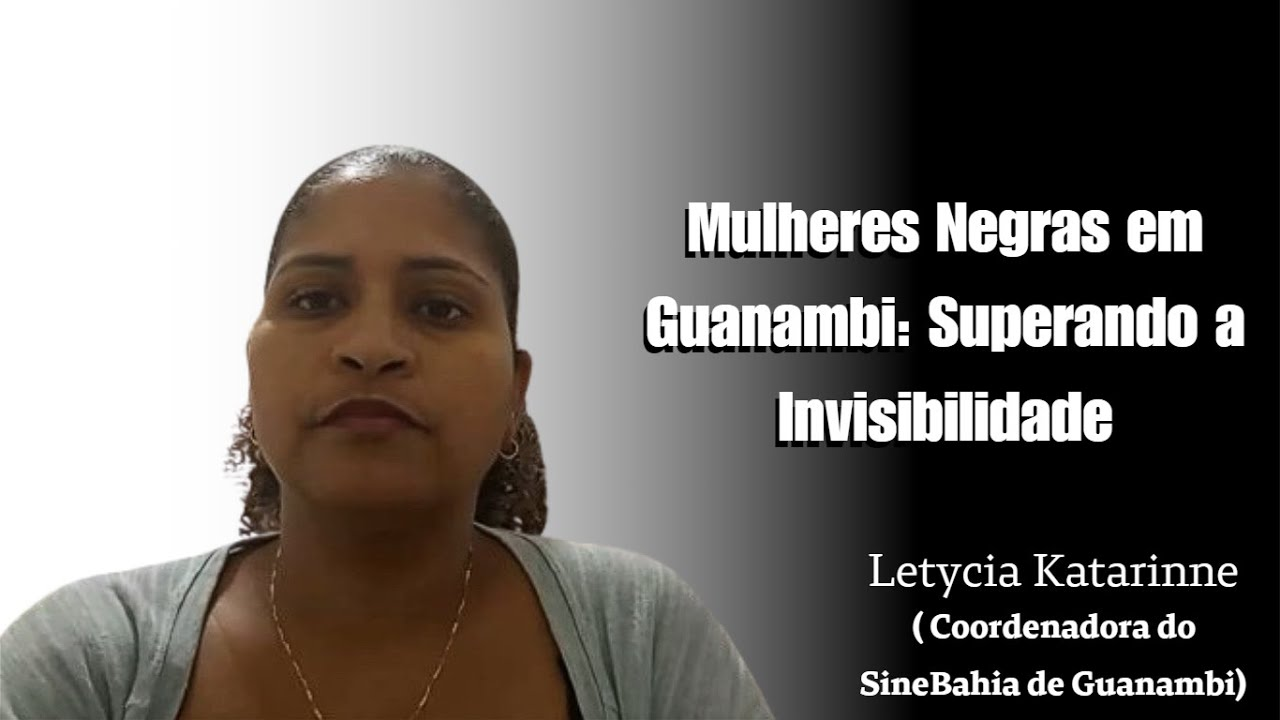 Mulheres Negras em
Guanambi: Superando a
Invisibilidade
Letycia Katarinne
( Coordenadora do
SineBahia de Guanambi)